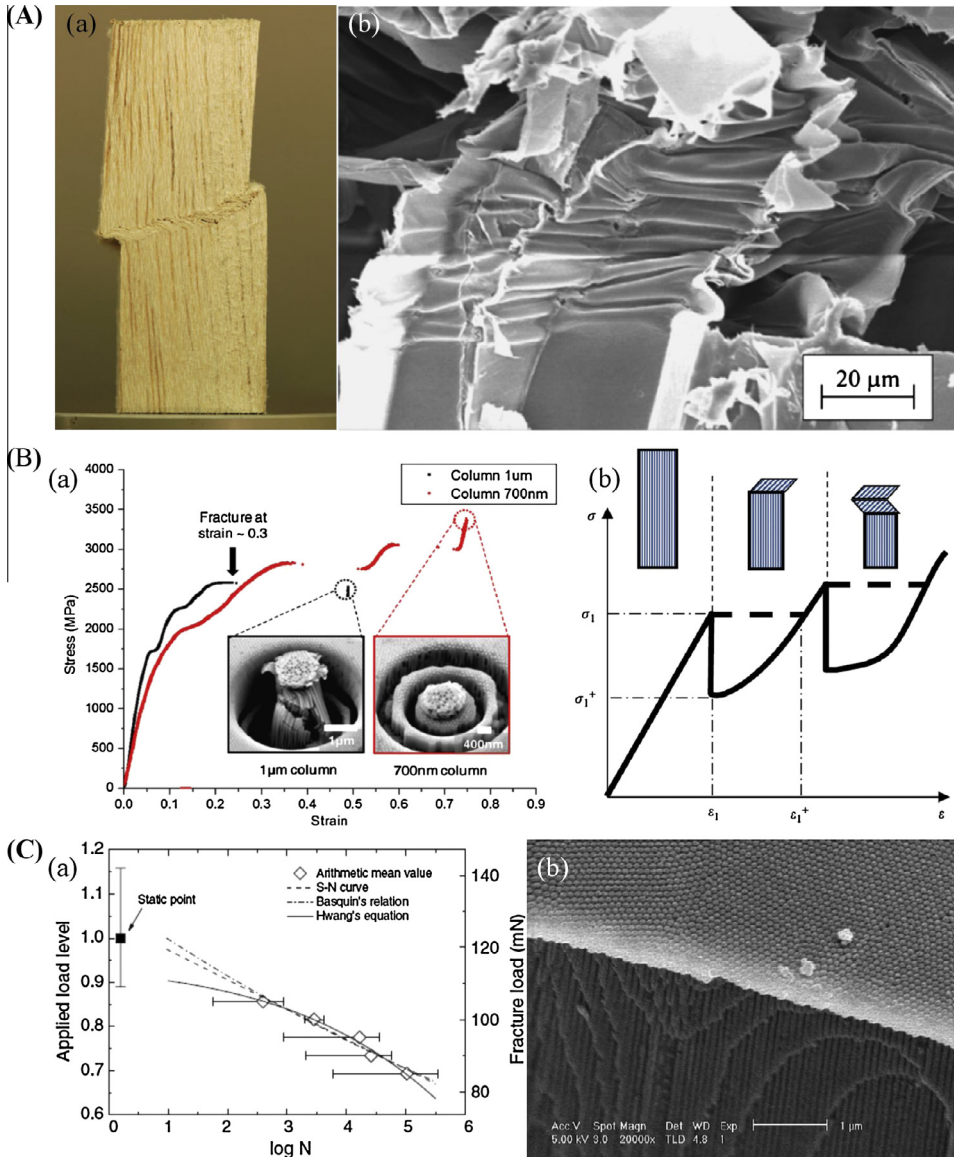 (A)
(a)
(b)
20 μm
(B)
(a)
4000
3500
3000
2500
2000
1500
1000
500
0
Stress (MPa)
Fracture at
strain ~ 0.3
Column 1um
Column 700nm
1μm
400nm
1μm column
700nm column
0.0 0.1 0.2 0.3 0.4 0.5 0.6 0.7 0.8 0.9
Strain
(b)
σ
σ₁
σ₁⁺
ε₁
ε₁⁺
ε
(C)
(a)
1.2
1.1
1.0
0.9
0.8
0.7
0.6
Applied load level
Static point
Arithmetic mean value
S-N curve
Basquin's relation
Hwang's equation
140
120
100
80
Fracture load (mN)
0 1 2 3 4 5 6
log N
(b)
Acc.V Spot Magn Det WD Exp
5.00 kV 3.0 20000x TLD 4.8 1
1 μm